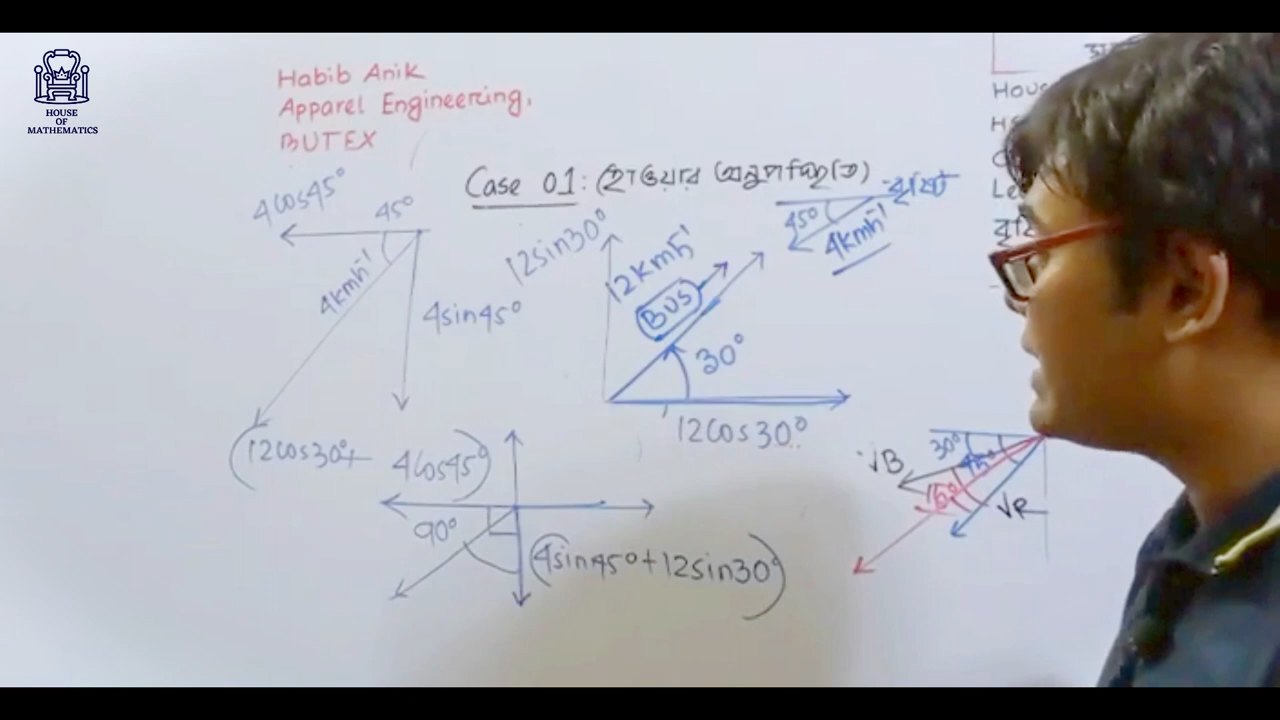 HOUSE
OF
MATHEMATICS
Habib Anik
Apparel Engineering,
BUTEX
Case 01: (হাওয়ার অনুপস্থিতি)
4cos45°
45°
4kmh⁻¹
4sin45°
12sin30°
12kmh⁻¹
BUS
30°
12cos30°
বৃষ্টি
45°
4kmh⁻¹
(12cos30°+ 4cos45°)
90°
(4sin45°+12sin30°)
30°
45°
15°
VB
VR